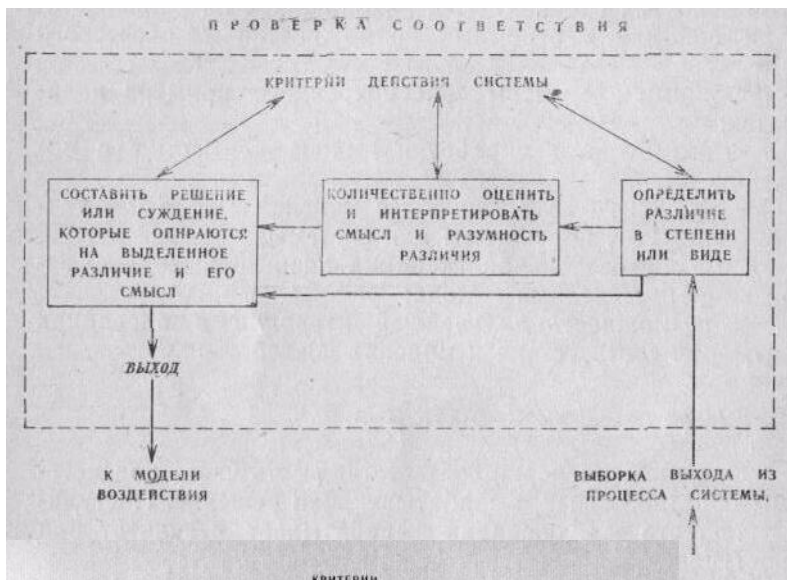 ПРОВЕРКА СООТВЕТСТВИЯ
КРИТЕРИИ ДЕЙСТВИЯ СИСТЕМЫ
СОСТАВИТЬ РЕШЕНИЕ
ИЛИ СУЖДЕНИЕ,
КОТОРЫЕ ОПИРАЮТСЯ
НА ВЫДЕЛЕННОЕ
РАЗЛИЧИЕ И ЕГО
СМЫСЛ
КОЛИЧЕСТВЕННО ОЦЕНИТЬ
И ИНТЕРПРЕТИРОВАТЬ
СМЫСЛ И РАЗУМНОСТЬ
РАЗЛИЧИЯ
ОПРЕДЕЛИТЬ
РАЗЛИЧИЕ
В СТЕПЕНИ
ИЛИ ВИДЕ
ВЫХОД
К МОДЕЛИ
ВОЗДЕЙСТВИЯ
ВЫБОРКА ВЫХОДА ИЗ
ПРОЦЕССА СИСТЕМЫ,
КРИТЕРИИ